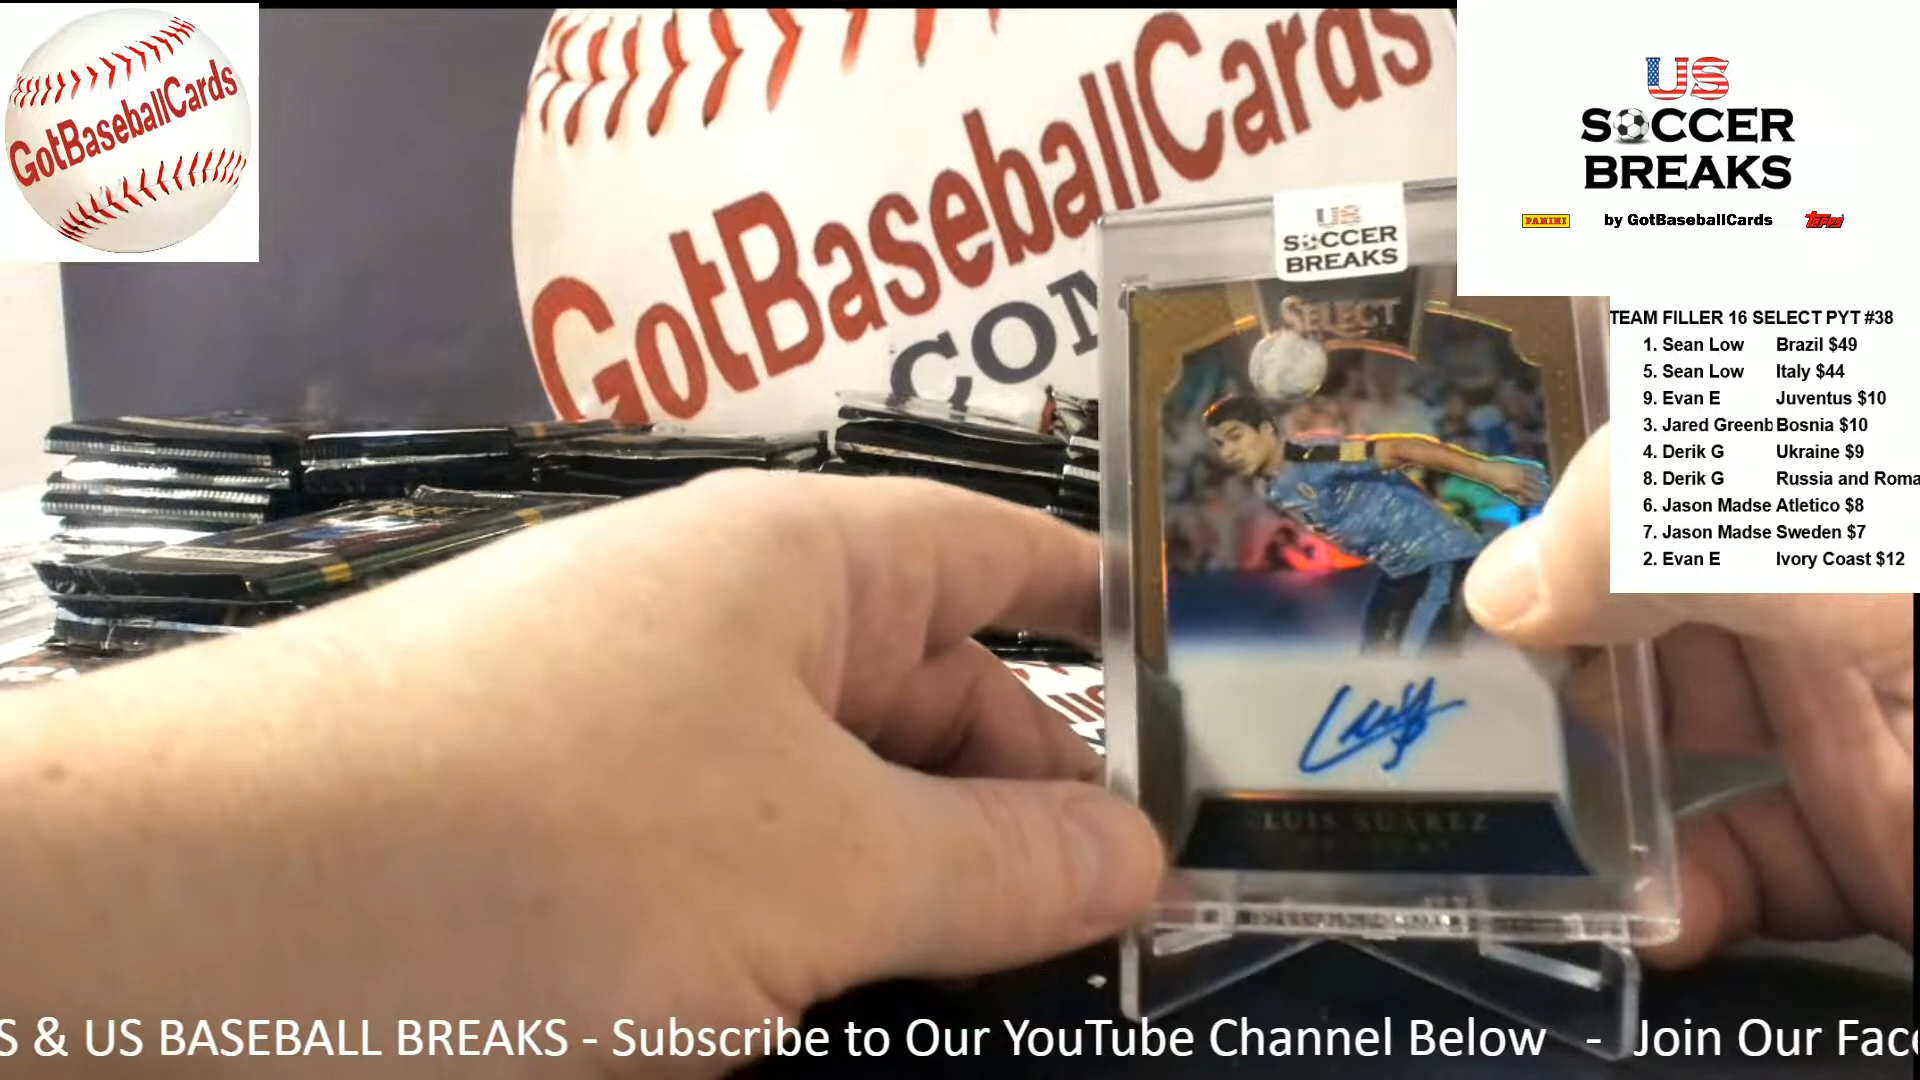 GotBaseballCards
GotBaseballCards
COM
US
SOCCER
BREAKS
PANINI
by GotBaseballCards
Topps
US
SOCCER
BREAKS
SELECT
TEAM FILLER 16 SELECT PYT #38
1. Sean Low Brazil $49
5. Sean Low Italy $44
9. Evan E Juventus $10
3. Jared Greenb Bosnia $10
4. Derik G Ukraine $9
8. Derik G Russia and Roma
6. Jason Madse Atletico $8
7. Jason Madse Sweden $7
2. Evan E Ivory Coast $12
Luis
LUIS SUAREZ
S & US BASEBALL BREAKS - Subscribe to Our YouTube Channel Below - Join Our Face